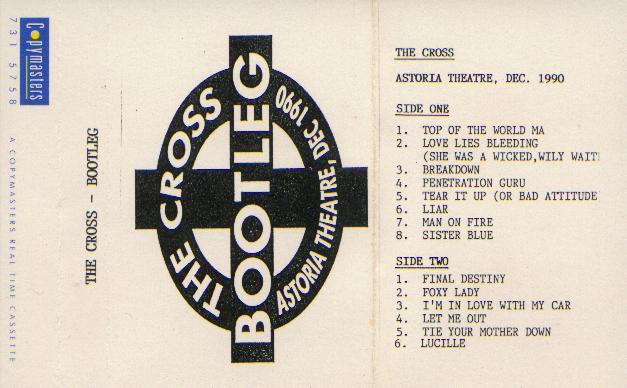 Copymasters
731 5758
A COPYMASTERS REAL TIME CASSETTE
THE CROSS - BOOTLEG
THE CROSS
BOOTLEG
ASTORIA THEATRE, DEC 1990
THE CROSS
ASTORIA THEATRE, DEC. 1990
SIDE ONE
1. TOP OF THE WORLD MA
2. LOVE LIES BLEEDING
(SHE WAS A WICKED,WILY WAIT
3. BREAKDOWN
4. PENETRATION GURU
5. TEAR IT UP (OR BAD ATTITUDE
6. LIAR
7. MAN ON FIRE
8. SISTER BLUE
SIDE TWO
1. FINAL DESTINY
2. FOXY LADY
3. I'M IN LOVE WITH MY CAR
4. LET ME OUT
5. TIE YOUR MOTHER DOWN
6. LUCILLE